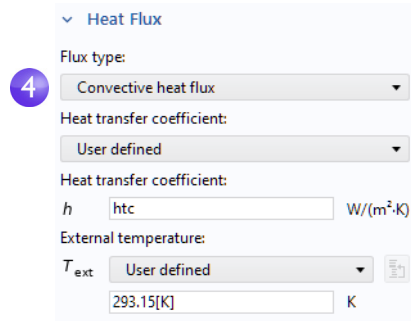 Heat Flux
Flux type:
4 Convective heat flux
Heat transfer coefficient:
User defined
Heat transfer coefficient:
h htc W/(m²·K)
External temperature:
T ext User defined
293.15[K] K